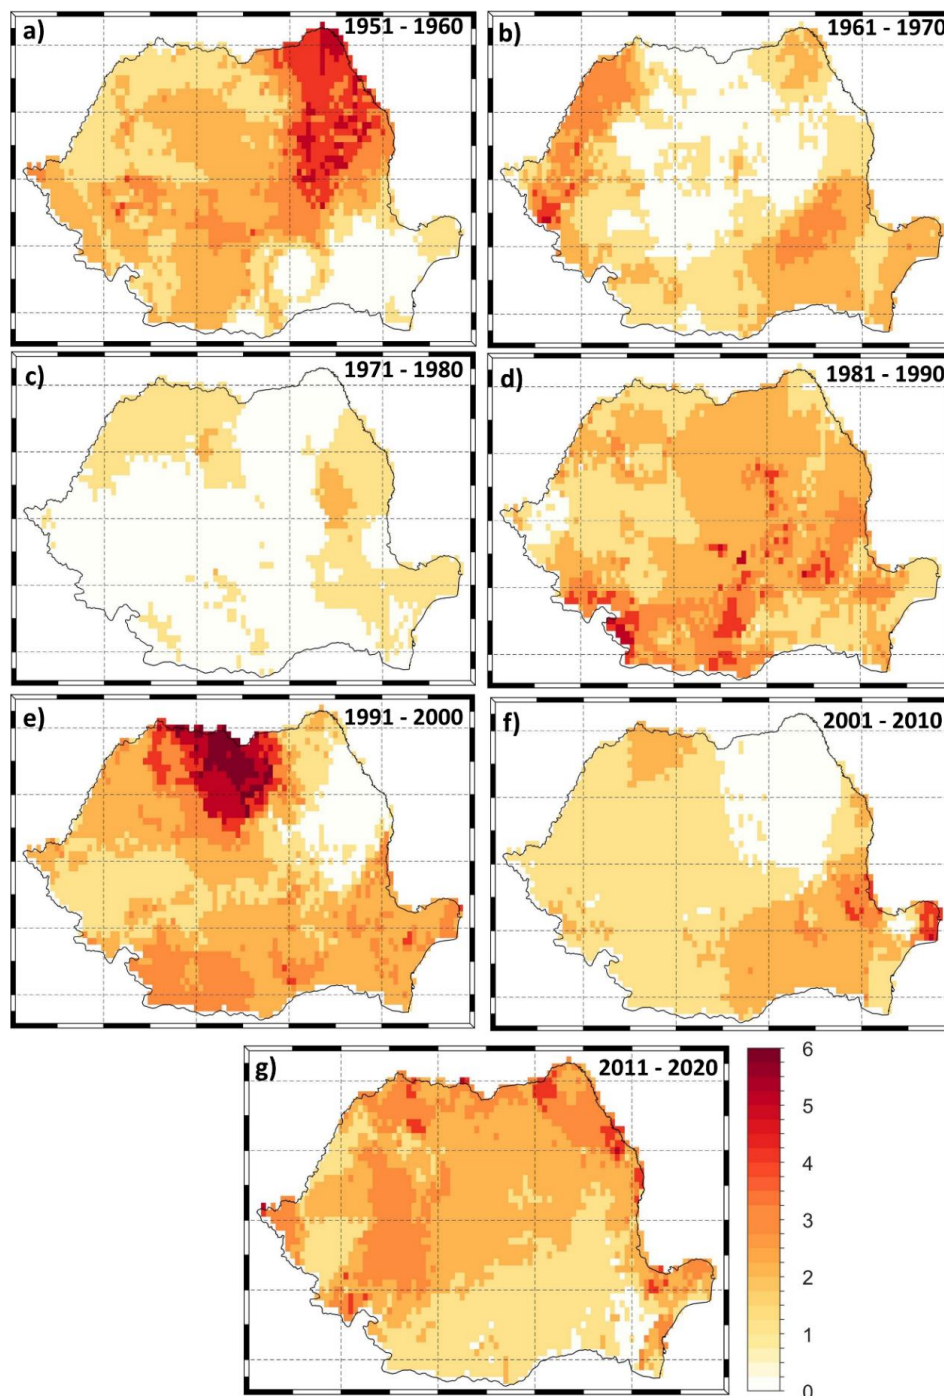 a) 1951 - 1960
b) 1961 - 1970
c) 1971 - 1980
d) 1981 - 1990
e) 1991 - 2000
f) 2001 - 2010
g) 2011 - 2020
6
5
4
3
2
1
0